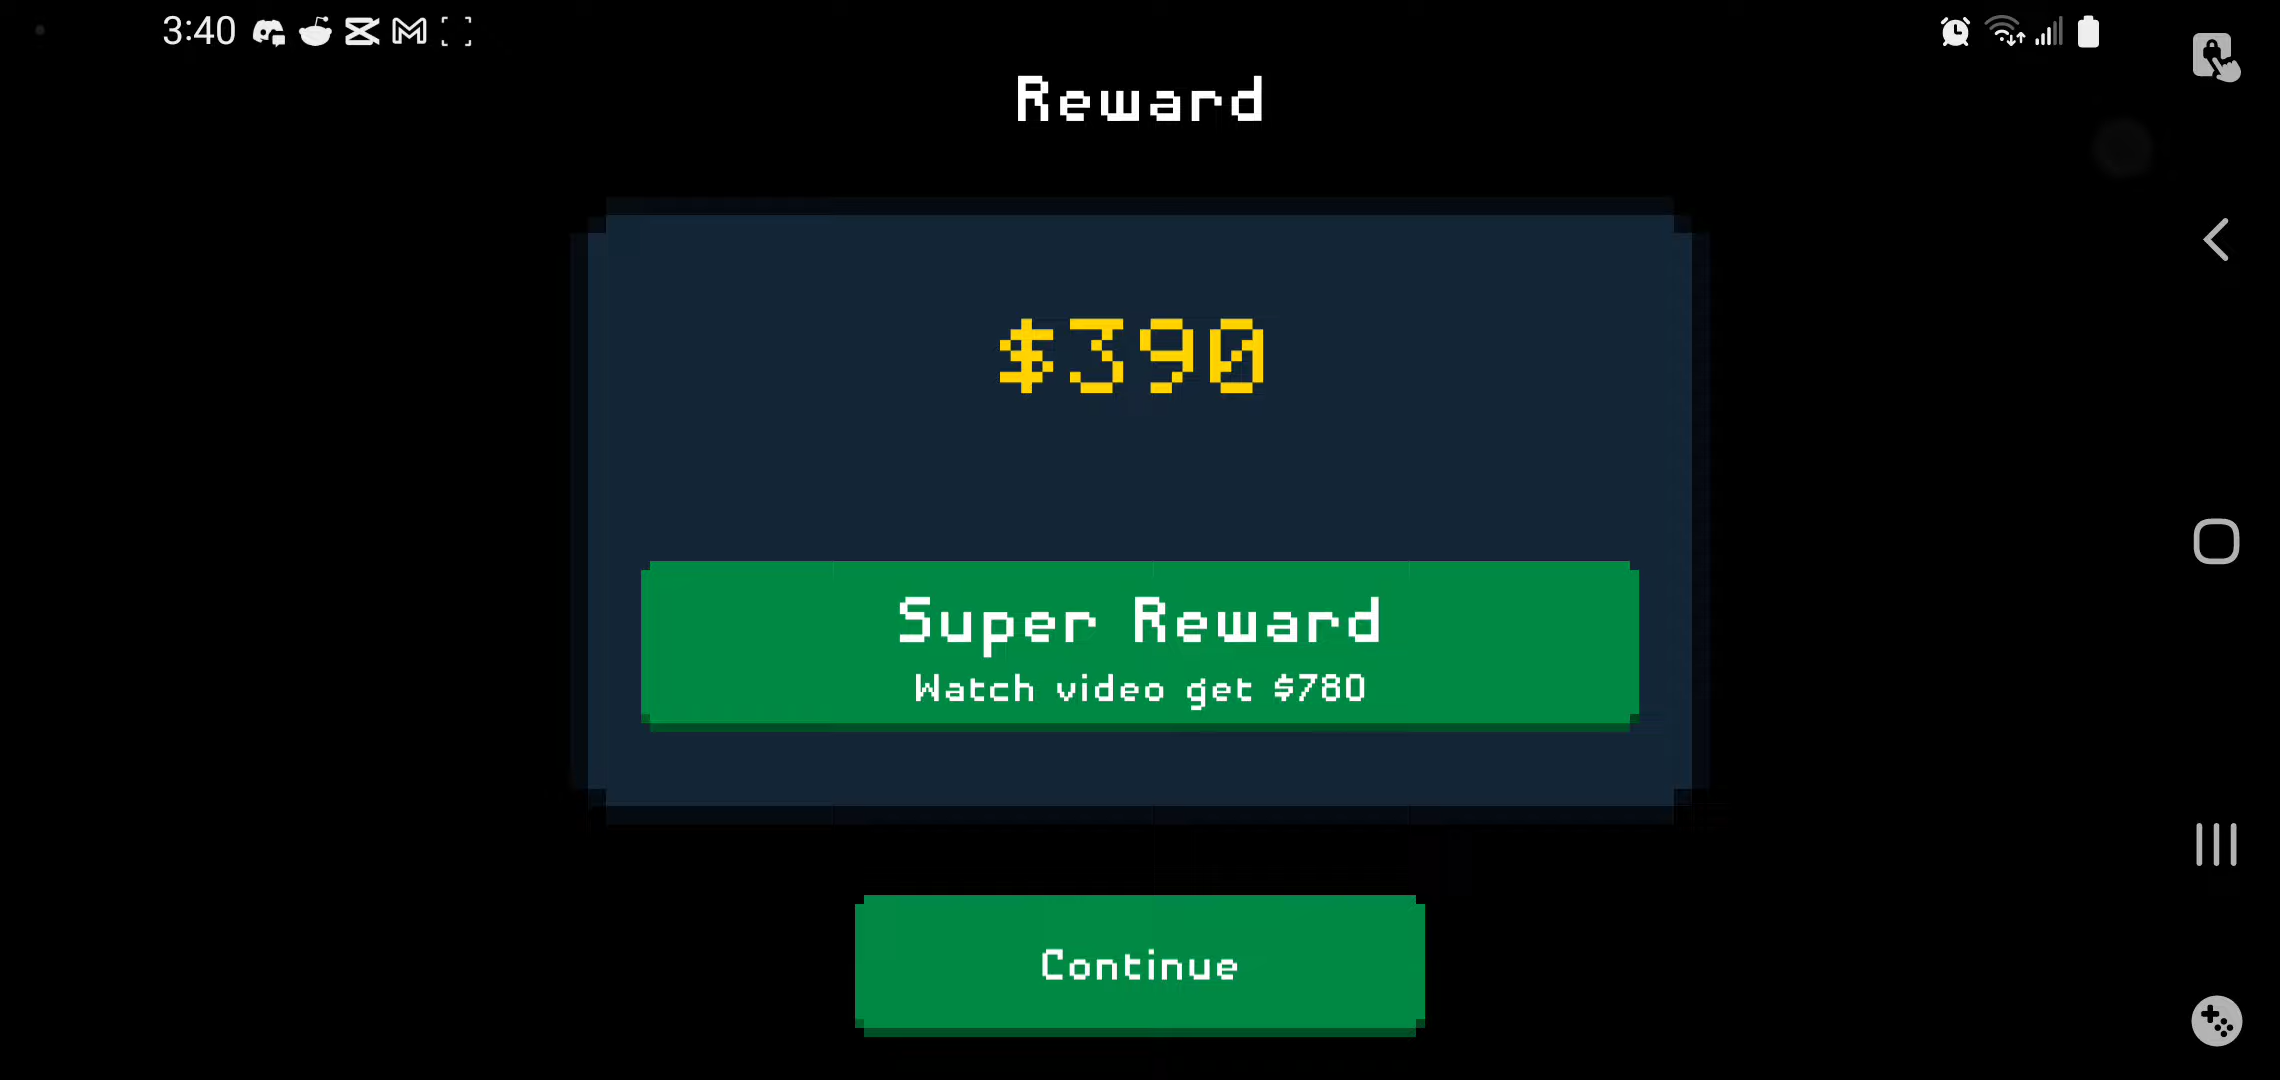 3:40
Reward
$390
Super Reward
Watch video get $780
Continue